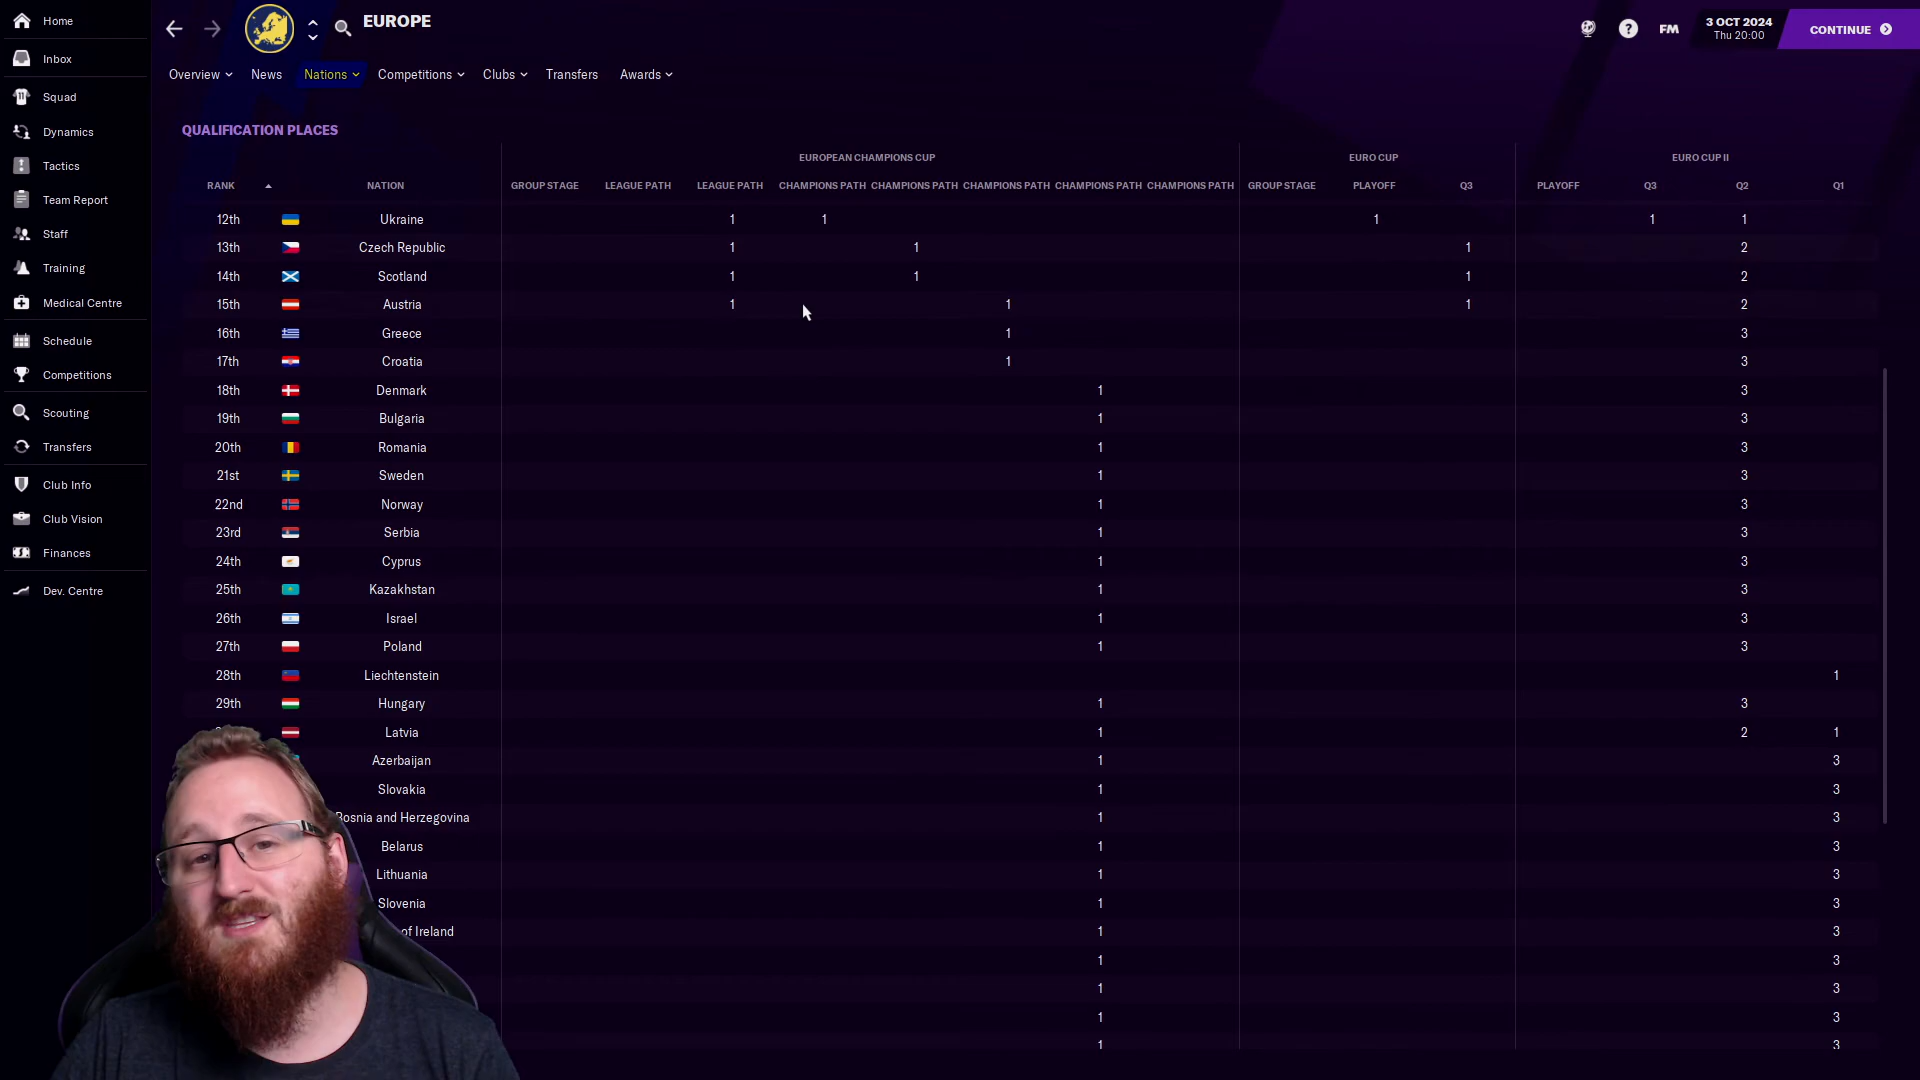 Home
Inbox
Squad
Dynamics
Tactics
Team Report
Staff
Training
Medical Centre
Schedule
Competitions
Scouting
Transfers
Club Info
Club Vision
Finances
Dev. Centre
EUROPE
FM
3 OCT 2024
Thu 20:00
CONTINUE
Overview News Nations Competitions Clubs Transfers Awards
QUALIFICATION PLACES
EUROPEAN CHAMPIONS CUP EURO CUP EURO CUP II
RANK NATION GROUP STAGE LEAGUE PATH LEAGUE PATH CHAMPIONS PATH CHAMPIONS PATH CHAMPIONS PATH CHAMPIONS PATH CHAMPIONS PATH GROUP STAGE PLAYOFF Q3 PLAYOFF Q3 Q2 Q1
12th Ukraine 1 1 1 1 1
13th Czech Republic 1 1 1 2
14th Scotland 1 1 1 2
15th Austria 1 1 1 2
16th Greece 1 3
17th Croatia 1 3
18th Denmark 1 3
19th Bulgaria 1 3
20th Romania 1 3
21st Sweden 1 3
22nd Norway 1 3
23rd Serbia 1 3
24th Cyprus 1 3
25th Kazakhstan 1 3
26th Israel 1 3
27th Poland 1 3
28th Liechtenstein 1
29th Hungary 1 3
Latvia 1 2 1
Azerbaijan 1 3
Slovakia 1 3
Bosnia and Herzegovina 1 3
Belarus 1 3
Lithuania 1 3
Slovenia 1 3
of Ireland 1 3
1 3
1 3
1 3
1 3